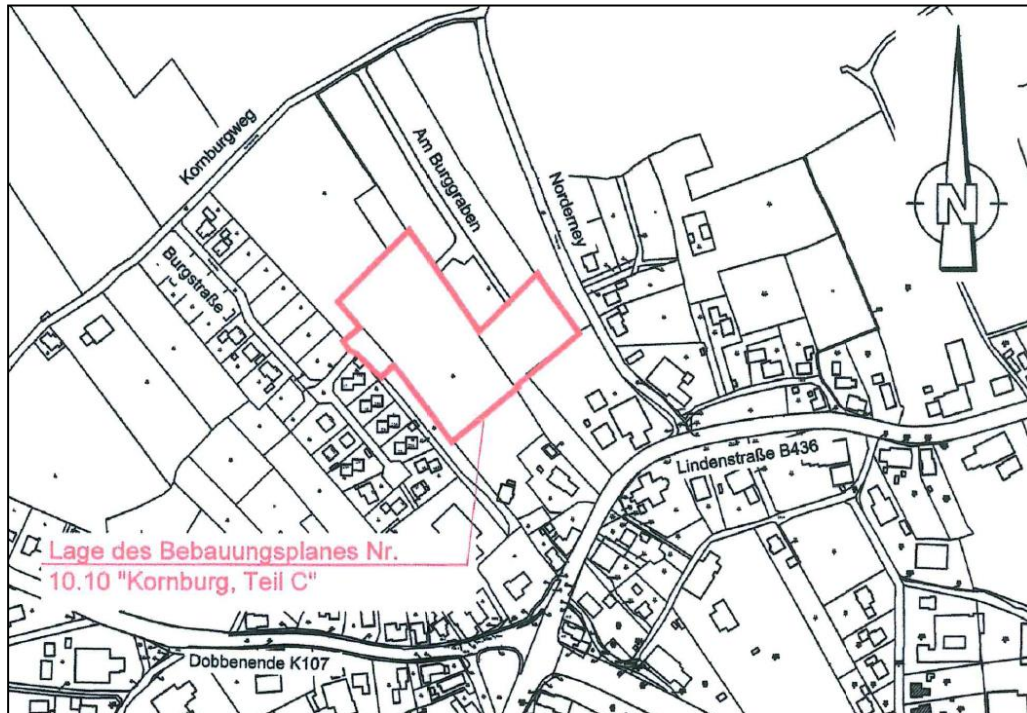 Kornburgweg
Am Burggraben
Norderney
Burgstraße
N
Lindenstraße B436
Lage des Bebauungsplanes Nr.
10.10 "Kornburg, Teil C"
Dobbenende K107